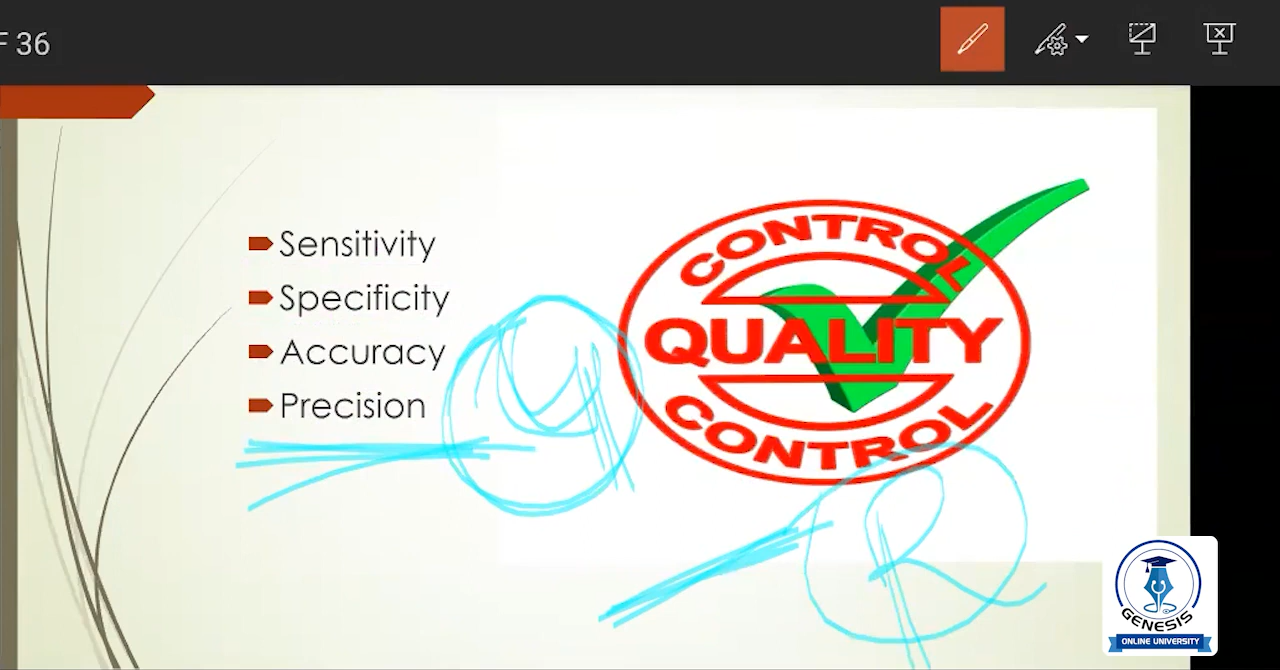 F 36
Sensitivity
Specificity
Accuracy
Precision
CONTROL
QUALITY
CONTROL
R
GENESIS
ONLINE UNIVERSITY